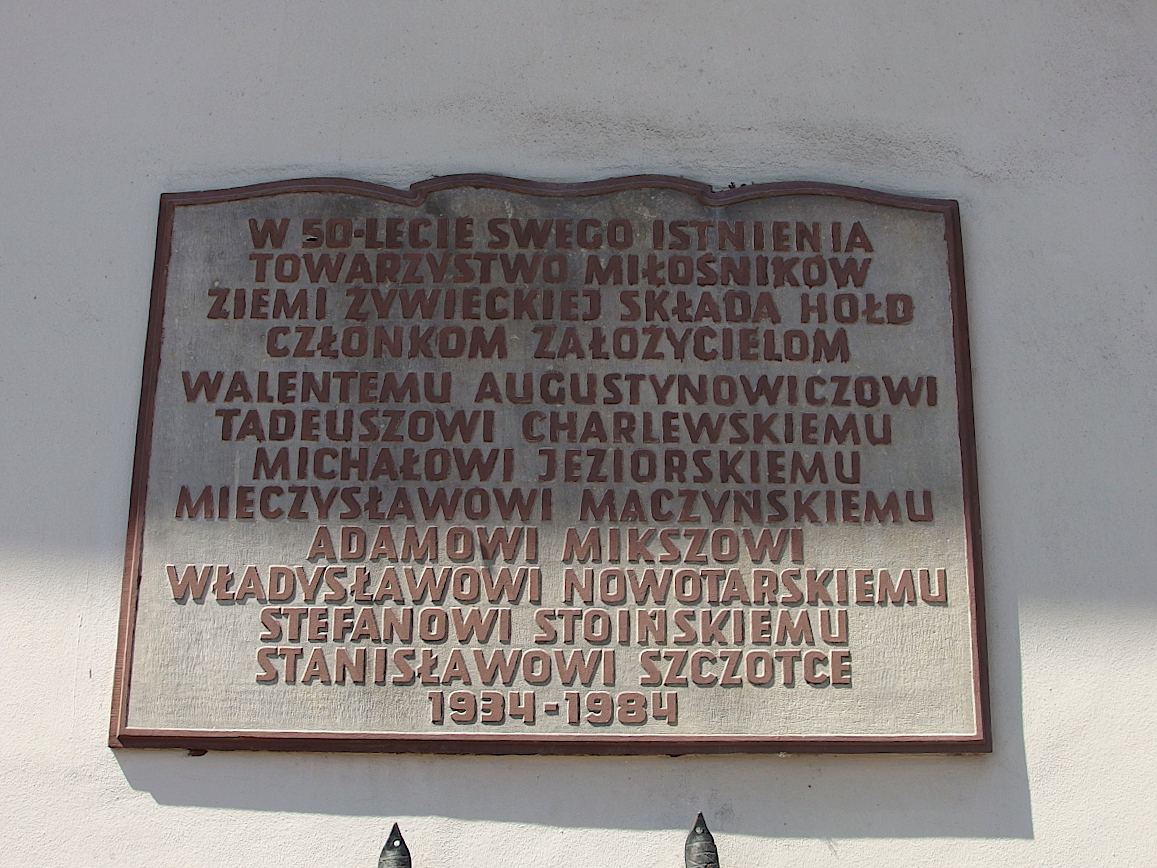 W 50-LECIE SWEGO ISTNIENIA
TOWARZYSTWO MIŁOŚNIKÓW
ZIEMI ŻYWIECKIEJ SKŁADA HOŁD
CZŁONKOM ZAŁOŻYCIELOM
WALENTEMU AUGUSTYNOWICZOWI
TADEUSZOWI CHARLEWSKIEMU
MICHAŁOWI JEZIORSKIEMU
MIECZYSŁAWOWI MĄCZYŃSKIEMU
ADAMOWI MIKSZOWI
WŁADYSŁAWOWI NOWOTARSKIEMU
STEFANOWI STOIŃSKIEMU
STANISŁAWOWI SZCZOTCE
1934-1984